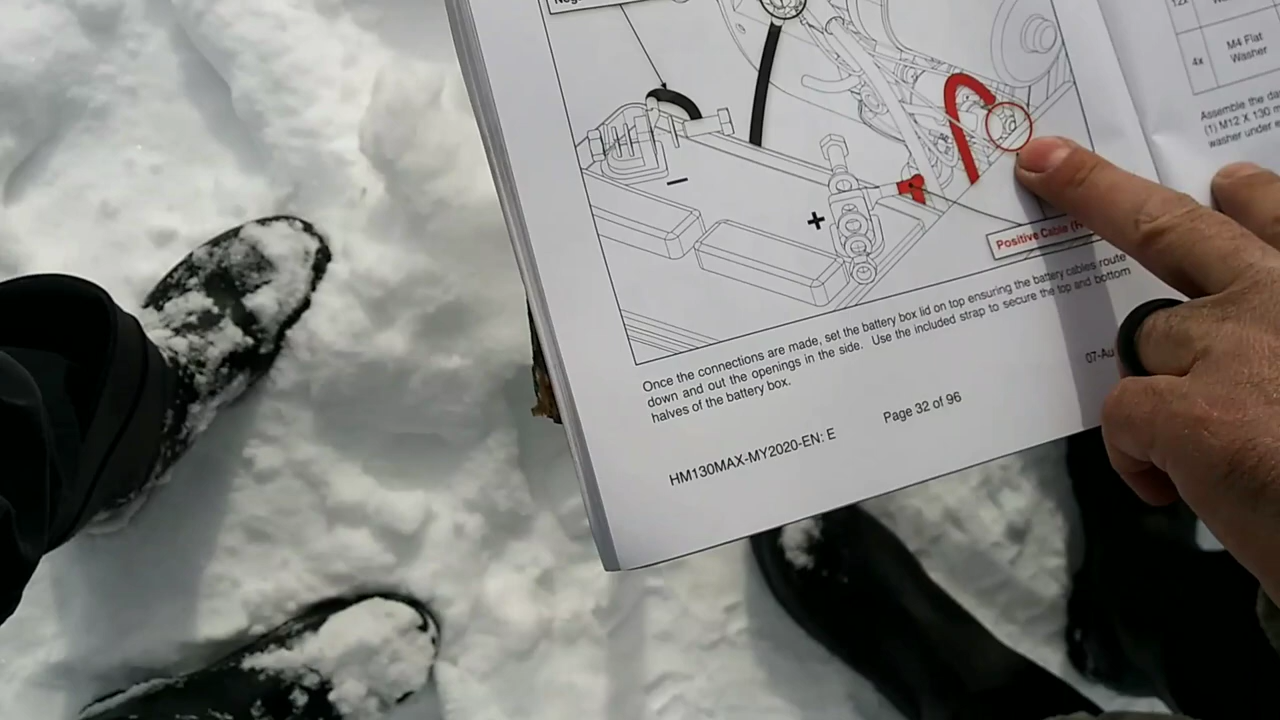 12x
4x
M4 Flat
Washer
Assemble the
(1) M12 X 130
washer under
−
+
Positive Cable
Once the connections are made, set the battery box lid on top ensuring the battery cables route
down and out the openings in the side. Use the included strap to secure the top and bottom
halves of the battery box.
07-Au
Page 32 of 96
HM130MAX-MY2020-EN: E